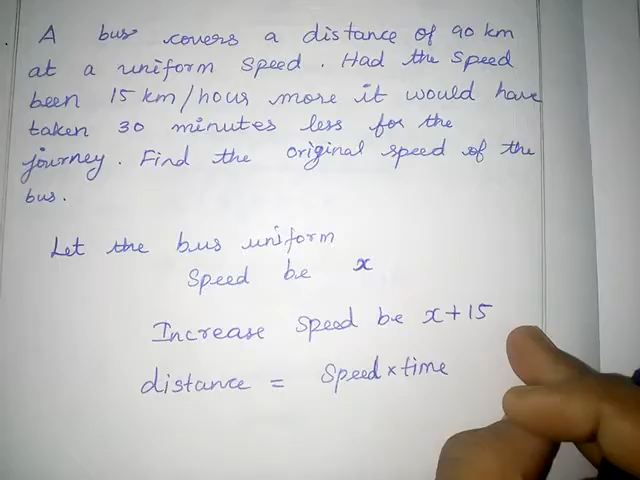 A bus covers a distance of 90 km
at a uniform speed. Had the speed
been 15 km/hour more it would have
taken 30 minutes less for the
journey. Find the original speed of the
bus.
Let the bus uniform
Speed be x
Increase speed be x+15
distance = Speed×time